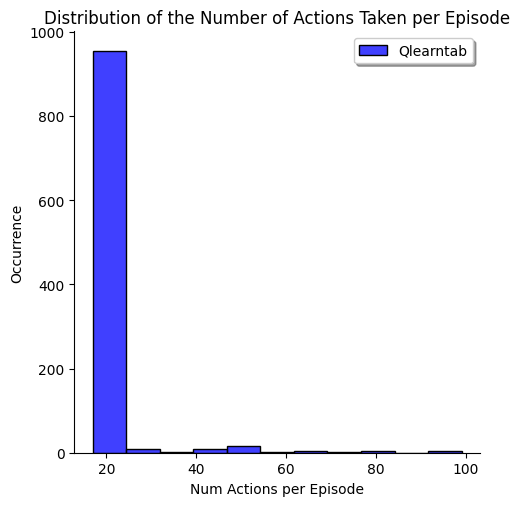 Distribution of the Number of Actions Taken per Episode
Qlearntab
1000
800
600
400
200
0
Occurrence
20 40 60 80 100
Num Actions per Episode